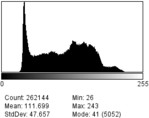 0 255
Count: 262144 Min: 26
Mean: 111.699 Max: 243
StdDev: 47.657 Mode: 41 (5052)